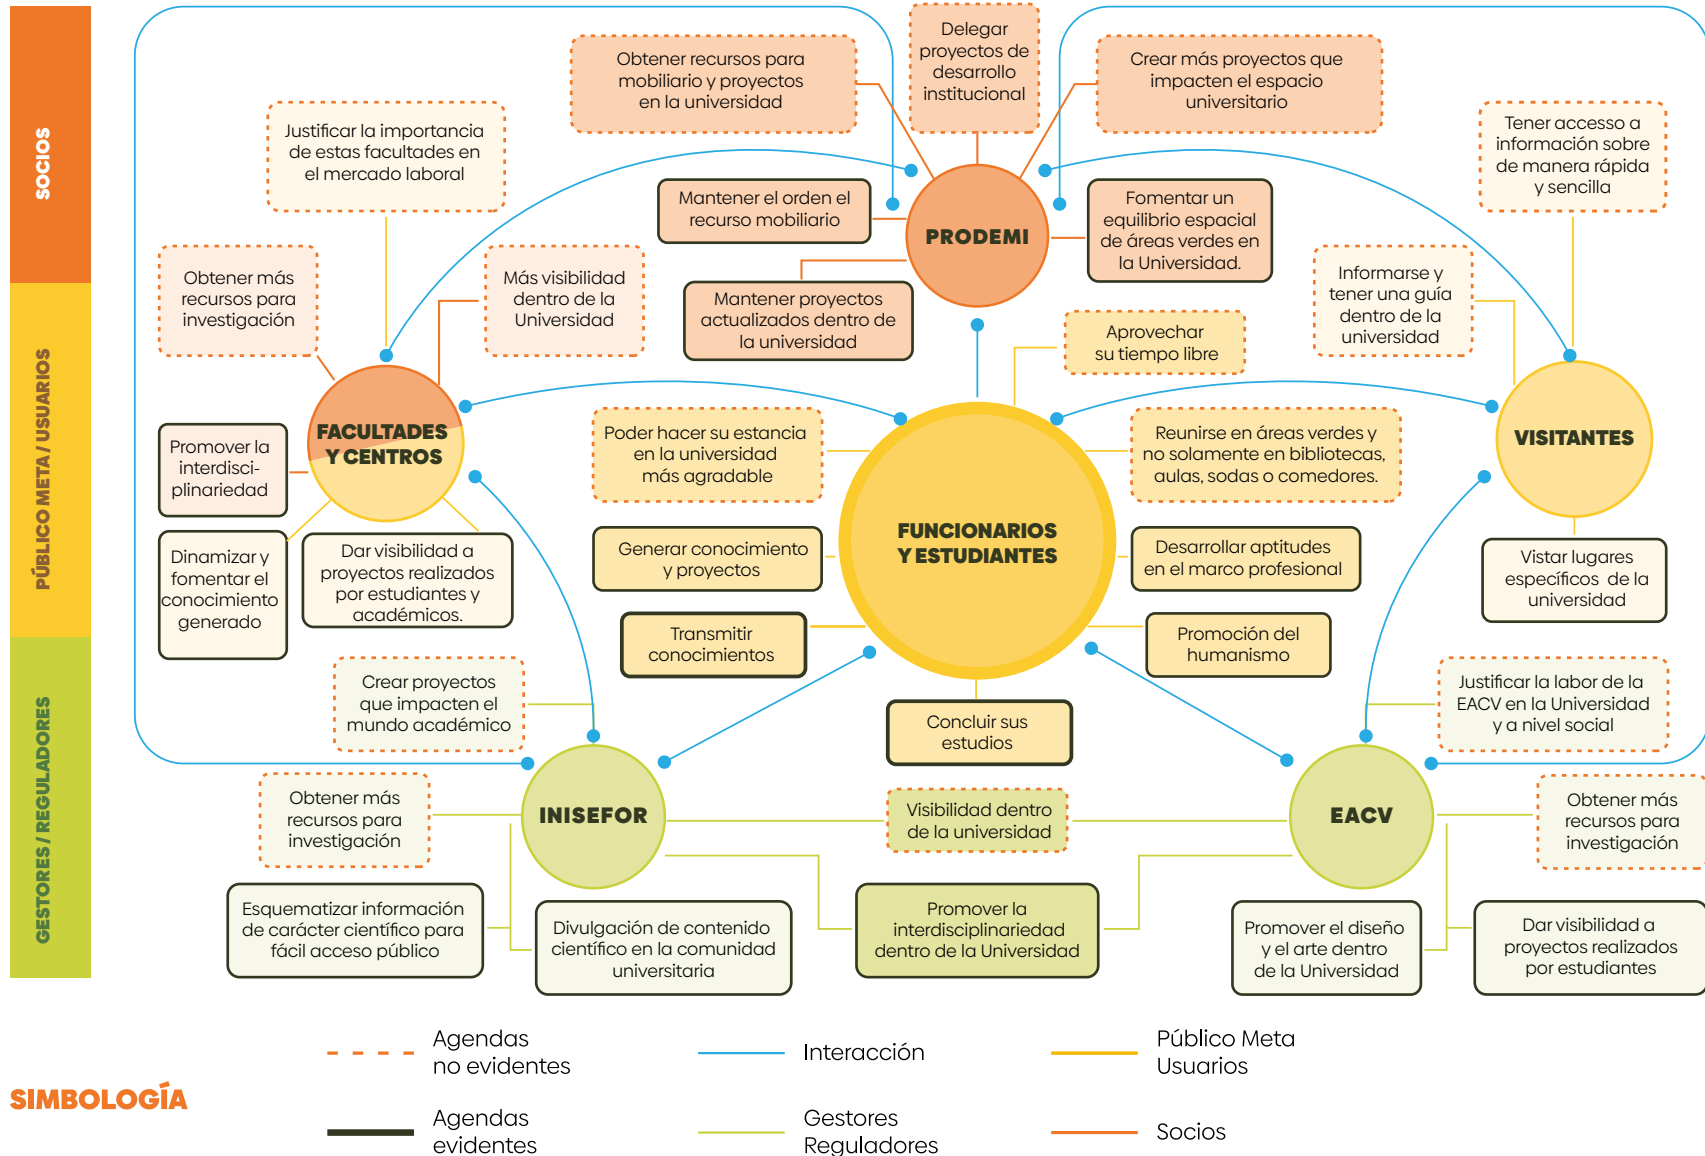 SOCIOS
PÚBLICO META / USUARIOS
GESTORES / REGULADORES
Obtener recursos para
mobiliario y proyectos
en la universidad
Delegar
proyectos de
desarrollo
institucional
Crear más proyectos que
impacten el espacio
universitario
Justificar la importancia
de estas facultades en
el mercado laboral
Tener acceso a
información sobre
de manera rápida
y sencilla
Mantener el orden el
recurso mobiliario
PRODEMI
Fomentar un
equilibrio espacial
de áreas verdes en
la Universidad.
Obtener más
recursos para
investigación
Más visibilidad
dentro de la
Universidad
Mantener proyectos
actualizados dentro de
la universidad
Informarse y
tener una guía
dentro de la
universidad
Aprovechar
su tiempo libre
FACULTADES
Y CENTROS
Promover la
interdisci-
plinariedad
Poder hacer su estancia
en la universidad
más agradable
Reunirse en áreas verdes y
no solamente en bibliotecas,
aulas, sodas o comedores.
VISITANTES
FUNCIONARIOS
Y ESTUDIANTES
Dinamizar y
fomentar el
conocimiento
generado
Dar visibilidad a
proyectos realizados
por estudiantes y
académicos.
Generar conocimiento
y proyectos
Desarrollar aptitudes
en el marco profesional
Vistar lugares
específicos de la
universidad
Transmitir
conocimientos
Promoción del
humanismo
Crear proyectos
que impacten el
mundo académico
Concluir sus
estudios
Justificar la labor de la
EACV en la Universidad
y a nivel social
Obtener más
recursos para
investigación
INISEFOR
Visibilidad dentro
de la universidad
EACV
Obtener más
recursos para
investigación
Esquematizar información
de carácter científico para
fácil acceso público
Divulgación de contenido
científico en la comunidad
universitaria
Promover la
interdisciplinariedad
dentro de la Universidad
Promover el diseño
y el arte dentro
de la Universidad
Dar visibilidad a
proyectos realizados
por estudiantes
SIMBOLOGÍA
Agendas
no evidentes
Interacción
Público Meta
Usuarios
Agendas
evidentes
Gestores
Reguladores
Socios